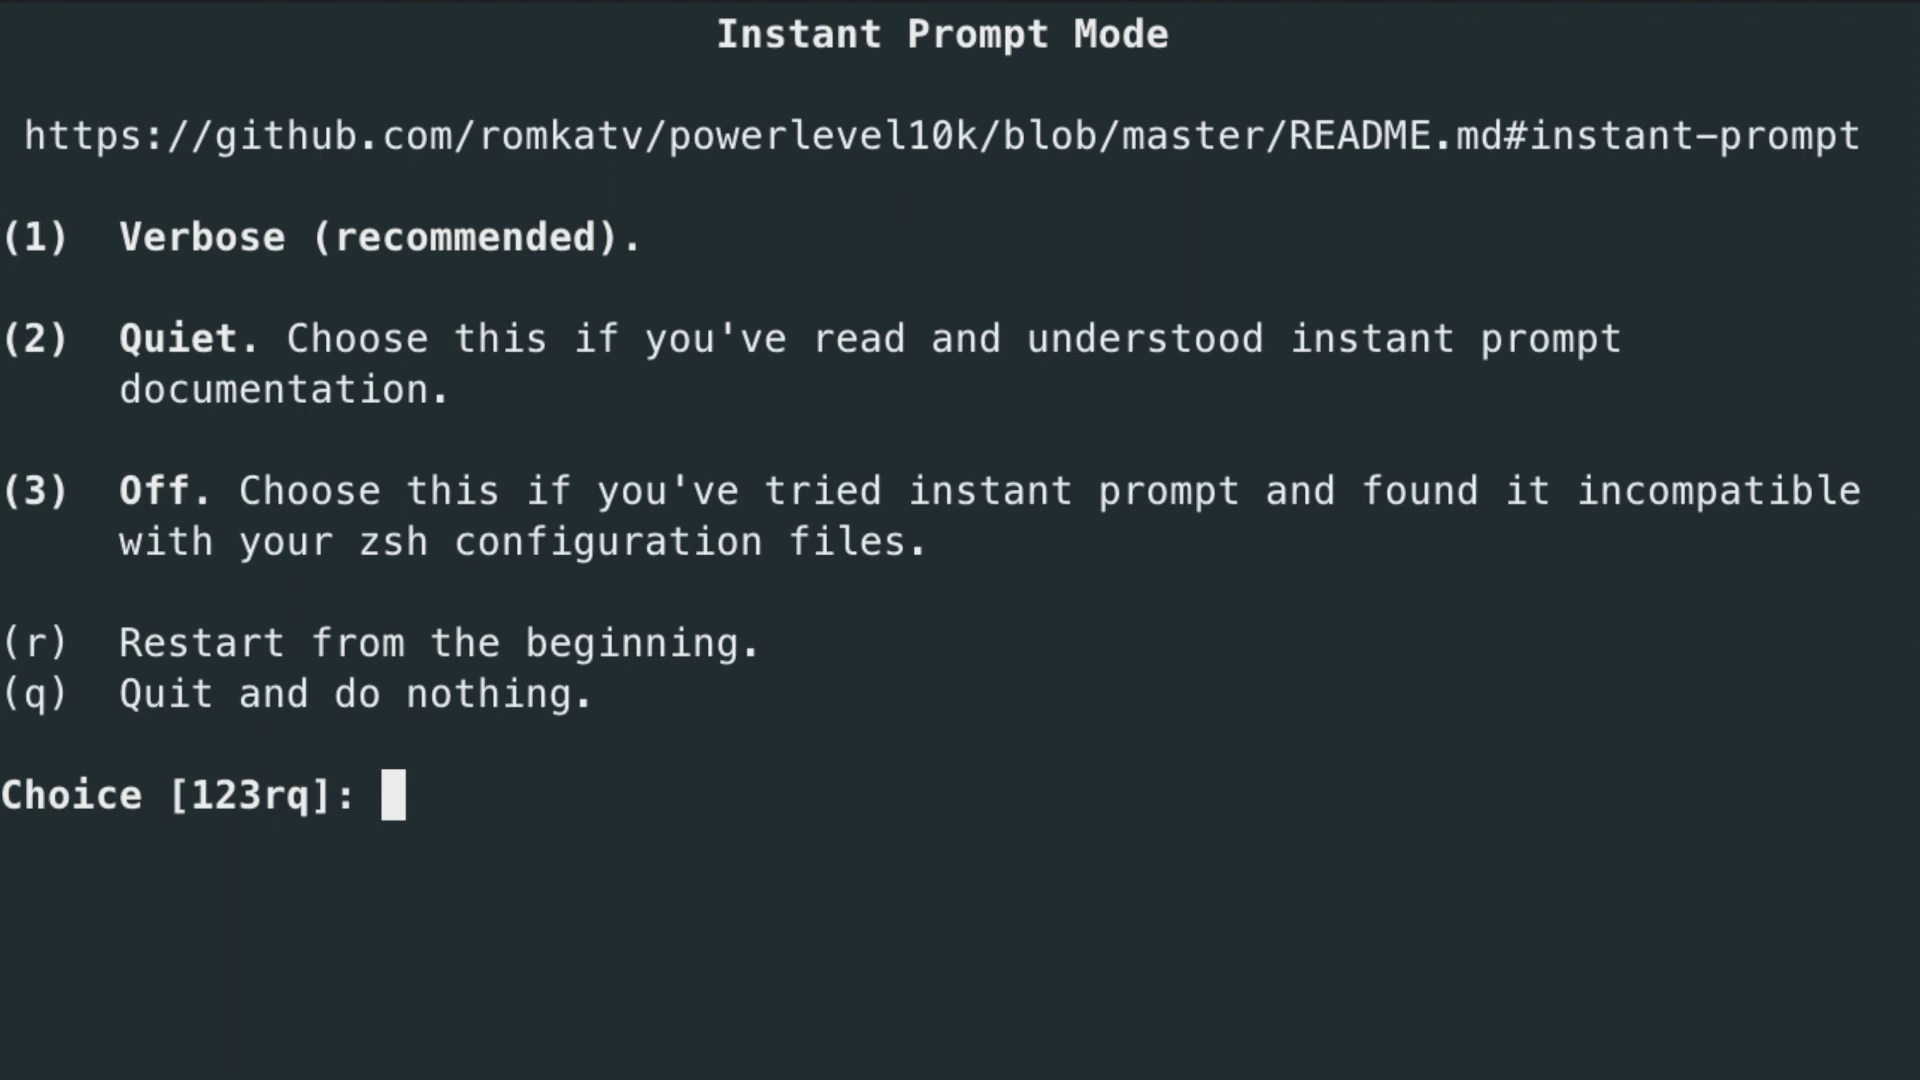 Instant Prompt Mode
https://github.com/romkatv/powerlevel10k/blob/master/README.md#instant-prompt
(1)  Verbose (recommended).
(2)  Quiet. Choose this if you've read and understood instant prompt
documentation.
(3)  Off. Choose this if you've tried instant prompt and found it incompatible
with your zsh configuration files.
(r)  Restart from the beginning.
(q)  Quit and do nothing.
Choice [123rq]: